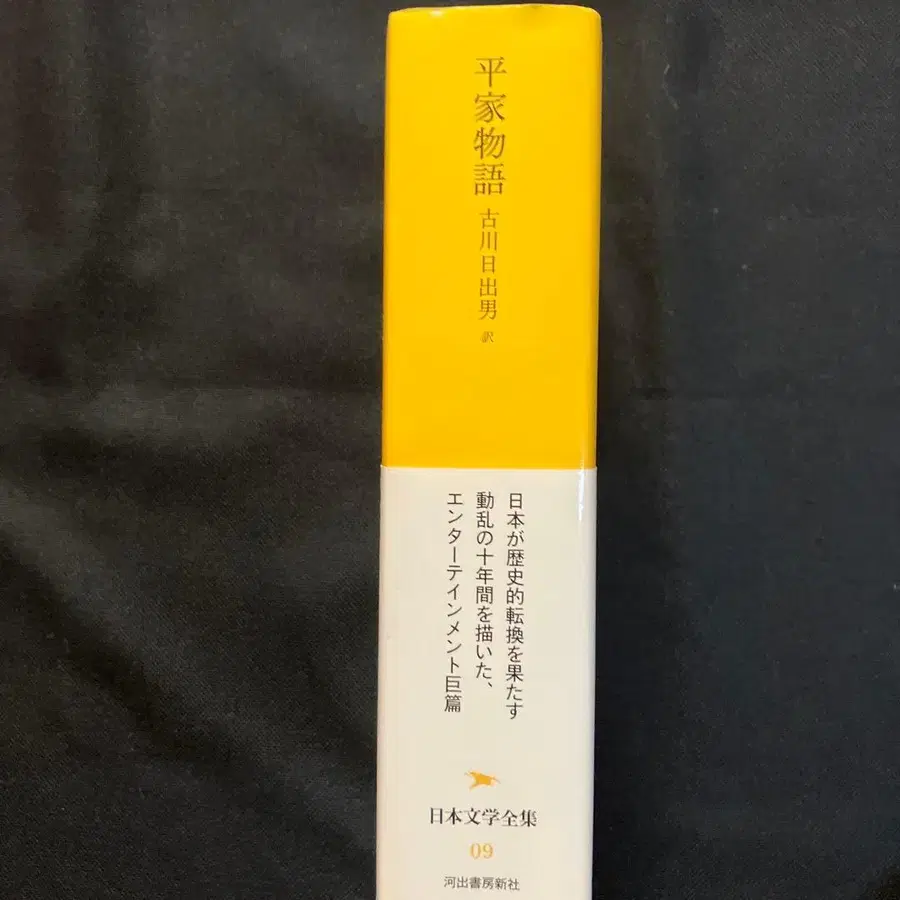 平家物語
古川日出男 訳
日本が歴史的転換を果たす
動乱の十年間を描いた、
エンターテインメント巨篇
日本文学全集
09
河出書房新社